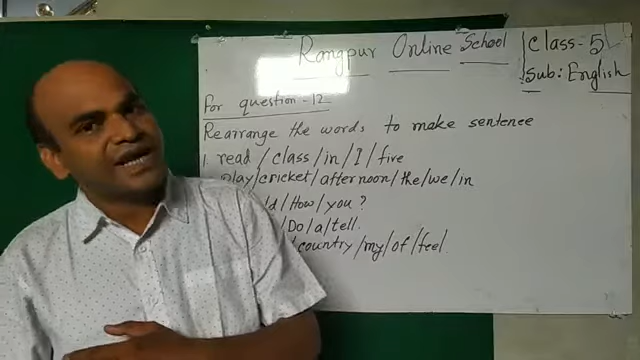 Rangpur Online School
Class-5
Sub: English
For question-12
Rearrange the words to make sentence
1. read/class/in/I/five
play/cricket/afternoon/the/we/in
/How/you?
/Do/a/tell.
/country/my/of/feel